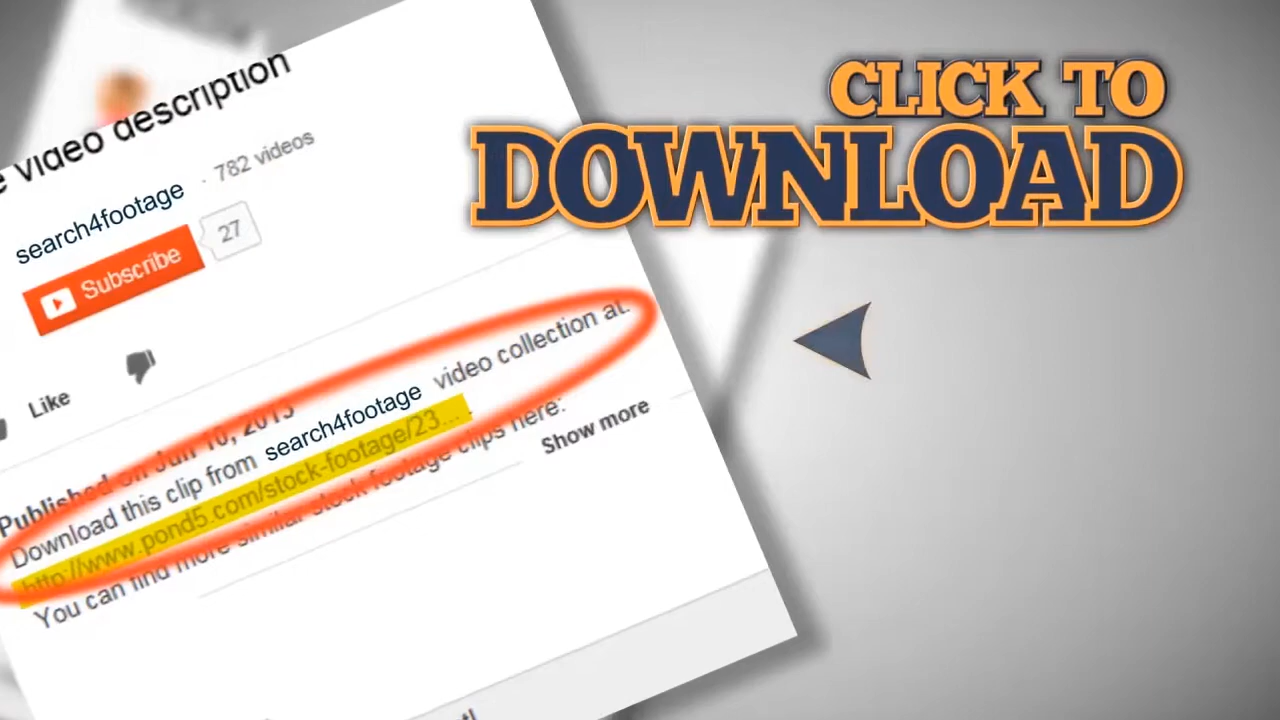 CLICK TO
DOWNLOAD
video description
search4footage · 782 videos
Subscribe
27
Like
Published on Jun 10, 2013
Download this clip from search4footage video collection at
http://www.pond5.com/stock-footage/23...
You can find more similar stock footage clips here:
Show more